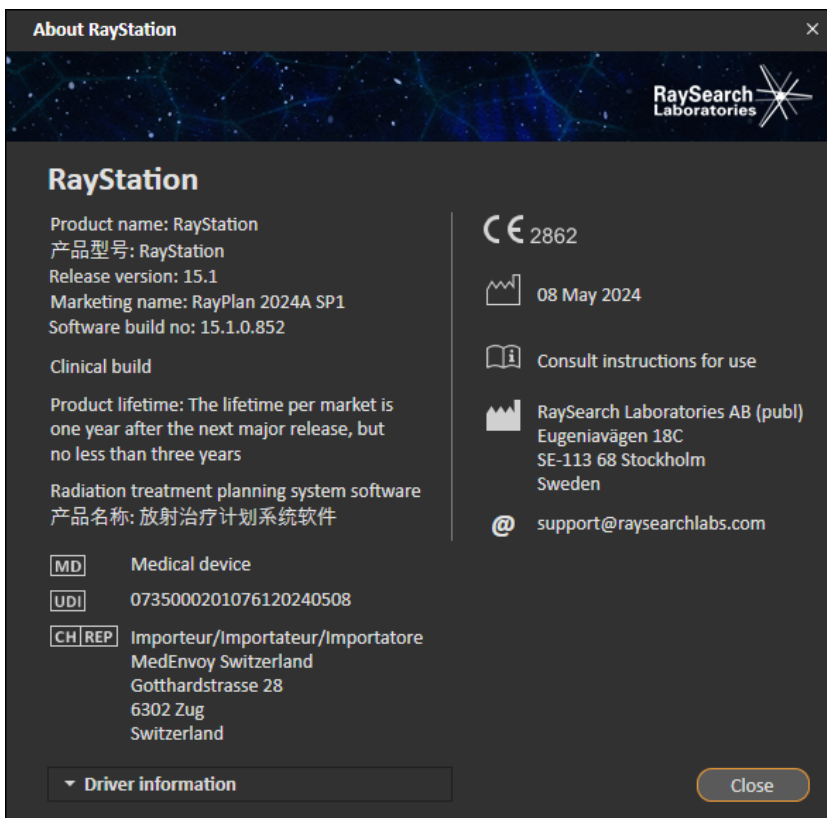 About RayStation
RaySearch
Laboratories
RayStation
Product name: RayStation
产品型号: RayStation
Release version: 15.1
Marketing name: RayPlan 2024A SP1
Software build no: 15.1.0.852
Clinical build
Product lifetime: The lifetime per market is
one year after the next major release, but
no less than three years
Radiation treatment planning system software
产品名称: 放射治疗计划系统软件
MD Medical device
UDI 0735000201076120240508
CH REP Importeur/Importateur/Importatore
MedEnvoy Switzerland
Gotthardstrasse 28
6302 Zug
Switzerland
CE 2862
08 May 2024
i Consult instructions for use
RaySearch Laboratories AB (publ)
Eugeniavägen 18C
SE-113 68 Stockholm
Sweden
@ support@raysearchlabs.com
Driver information
Close